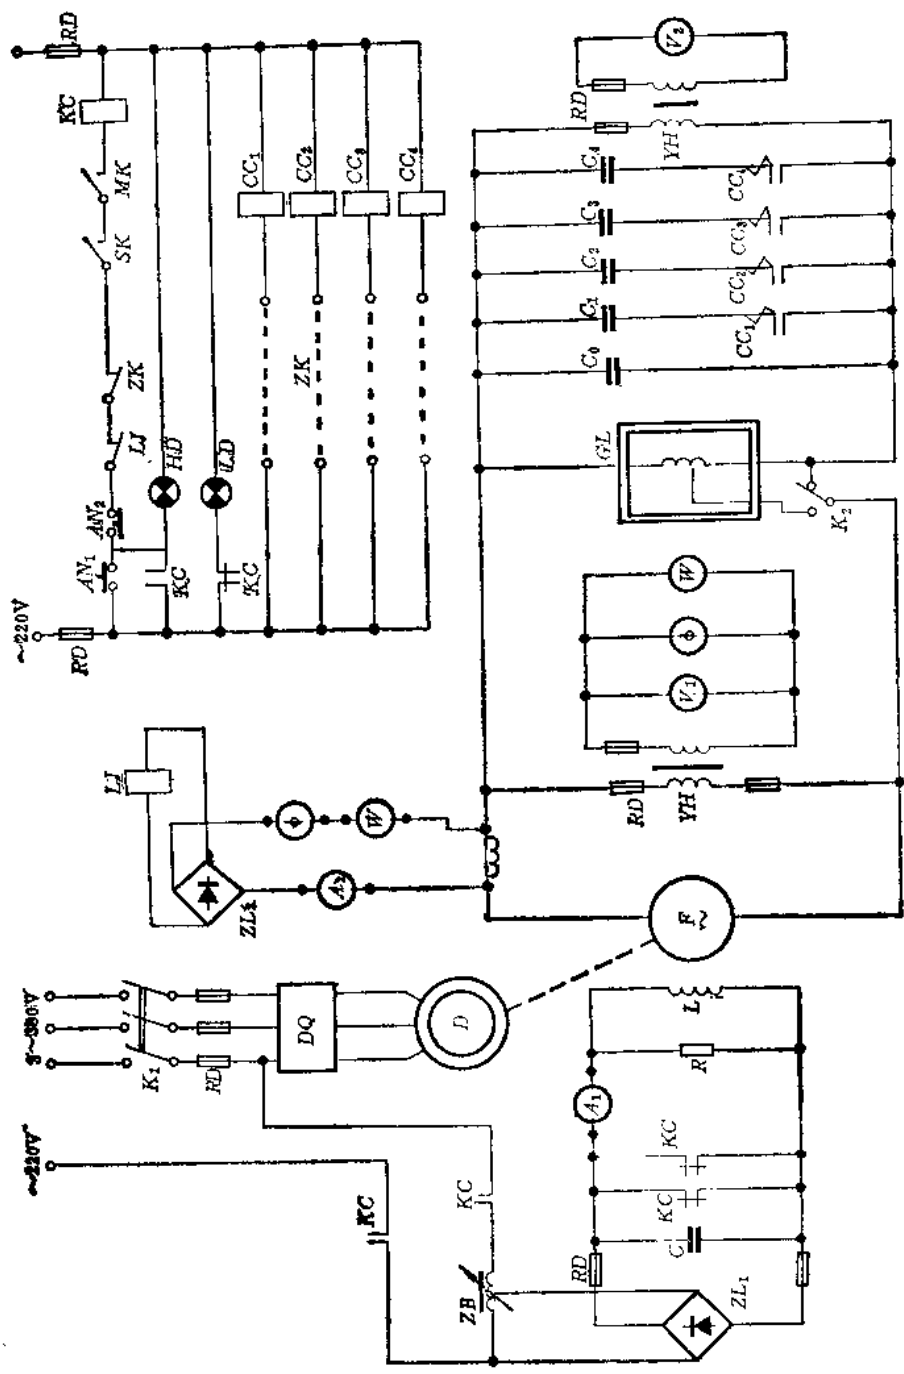 ~220V
3~380V
~220V
RD
AN₁
AN₂
LJ
ZK
SK
MK
KC
RD
K₁
LJ
KC
HD
RD
KC
LD
ZL₂
DQ
ZK
CC₁
CC₂
CC₃
CC₄
KC
A₂
φ
W
KC
D
ZB
RD
A₁
GL
C₀
C₁
C₂
C₃
C₄
RD
C
KC
KC
R
L
F
~
RD
YH
V₁
φ
W
YH
V₂
ZL₁
K₂
CC₁
CC₂
CC₃